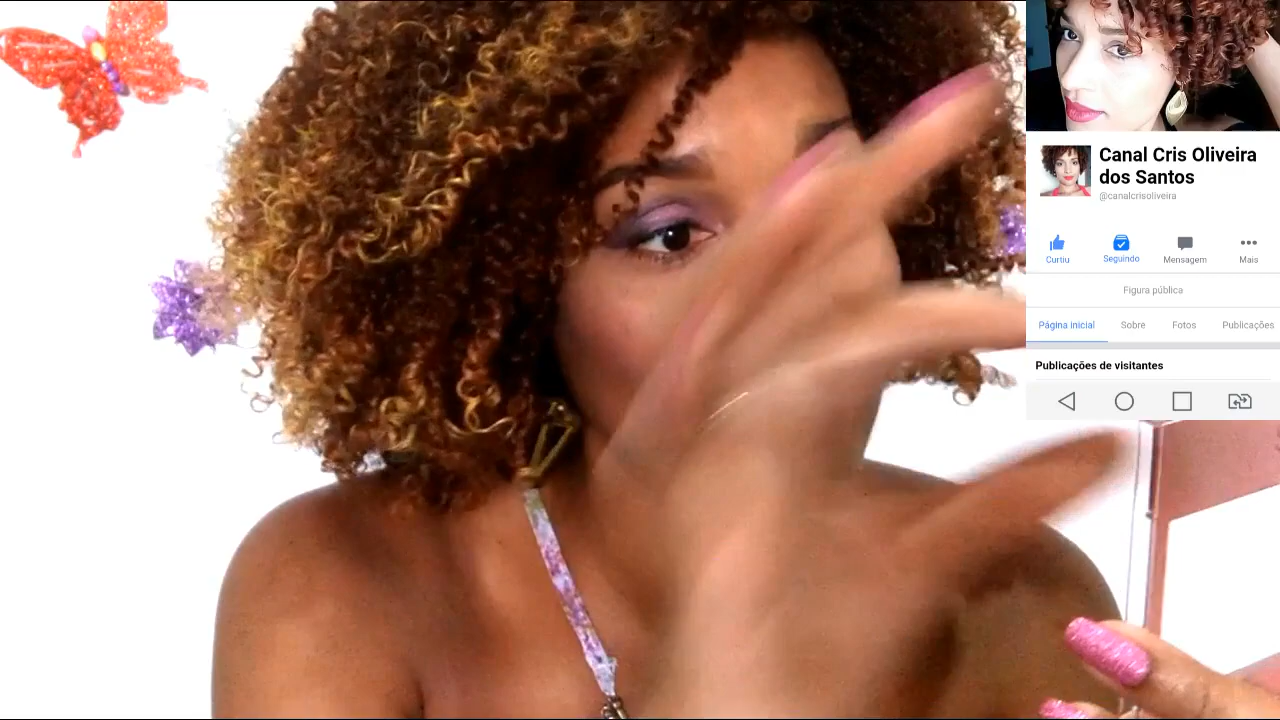 Canal Cris Oliveira
dos Santos
@canalcrisoliveira
Curtiu
Seguindo
Mensagem
Mais
Figura pública
Página inicial
Sobre
Fotos
Publicações
Publicações de visitantes